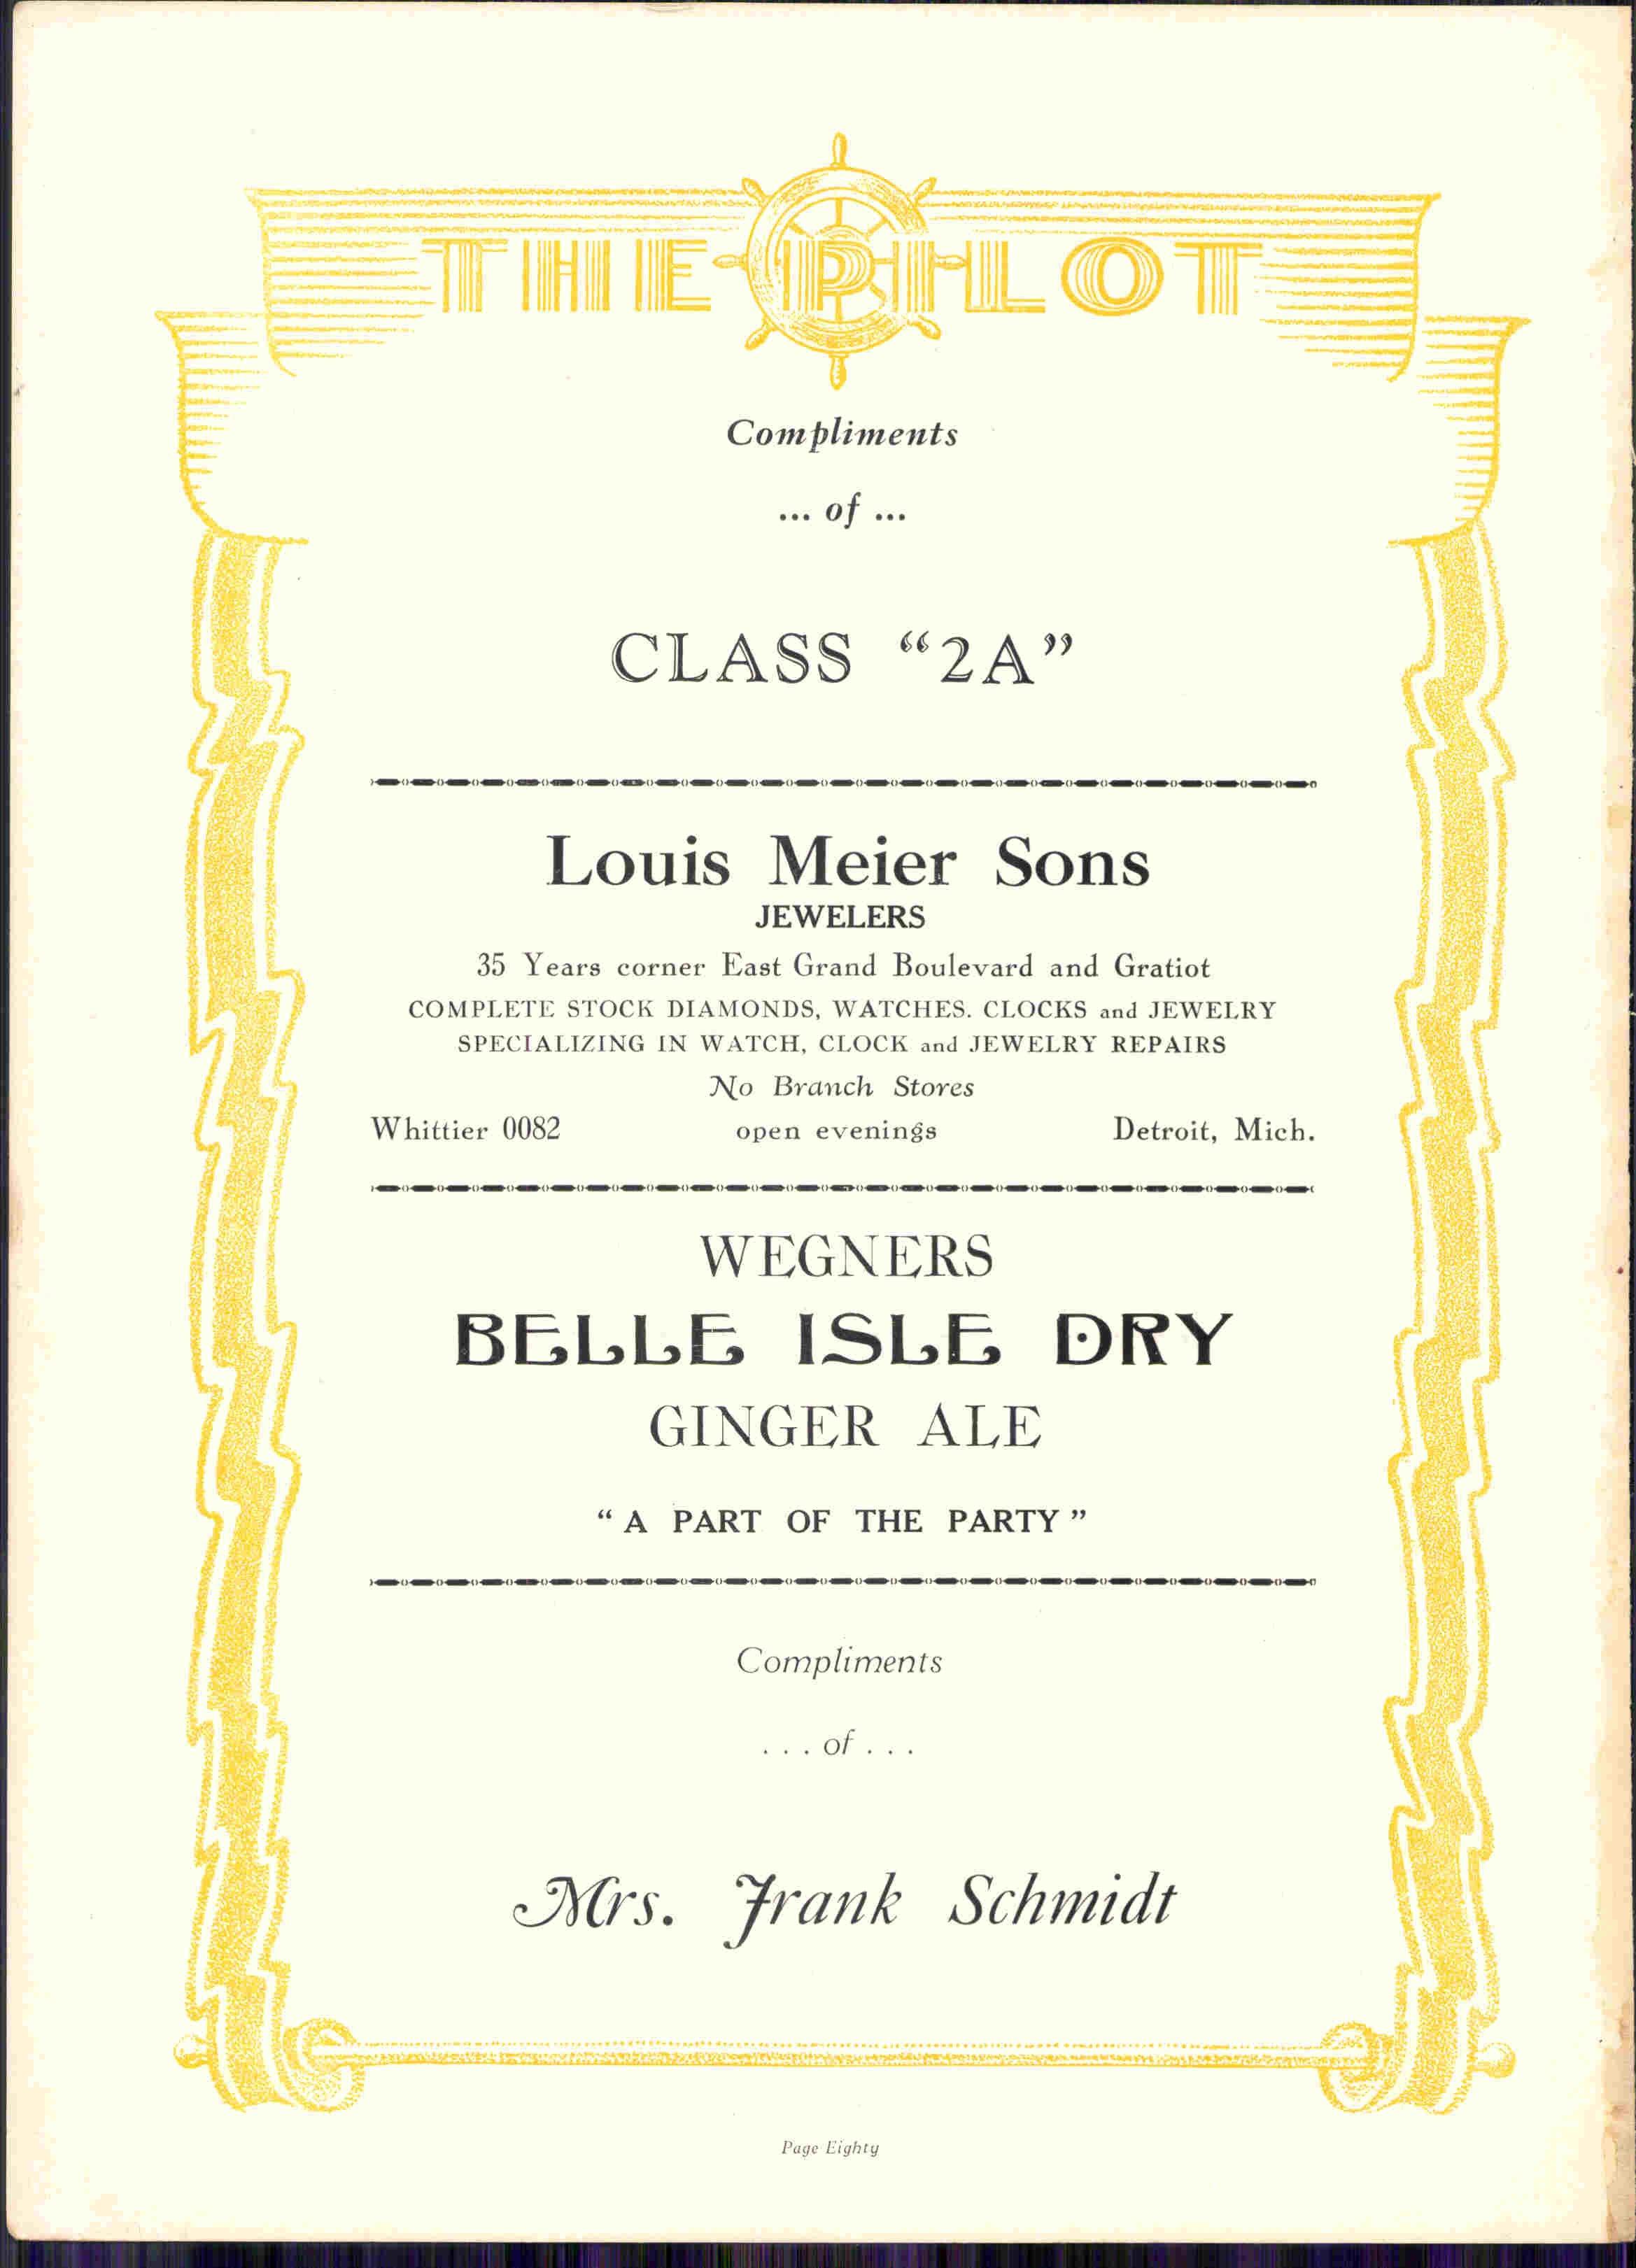 THE PILOT
Compliments
... of ...
CLASS “2A”
Louis Meier Sons
JEWELERS
35 Years corner East Grand Boulevard and Gratiot
COMPLETE STOCK DIAMONDS, WATCHES. CLOCKS and JEWELRY
SPECIALIZING IN WATCH, CLOCK and JEWELRY REPAIRS
No Branch Stores
Whittier 0082 open evenings Detroit, Mich.
WEGNERS
BELLE ISLE DRY
GINGER ALE
“ A PART OF THE PARTY ”
Compliments
. . . of . . .
Mrs. Frank Schmidt
Page Eighty